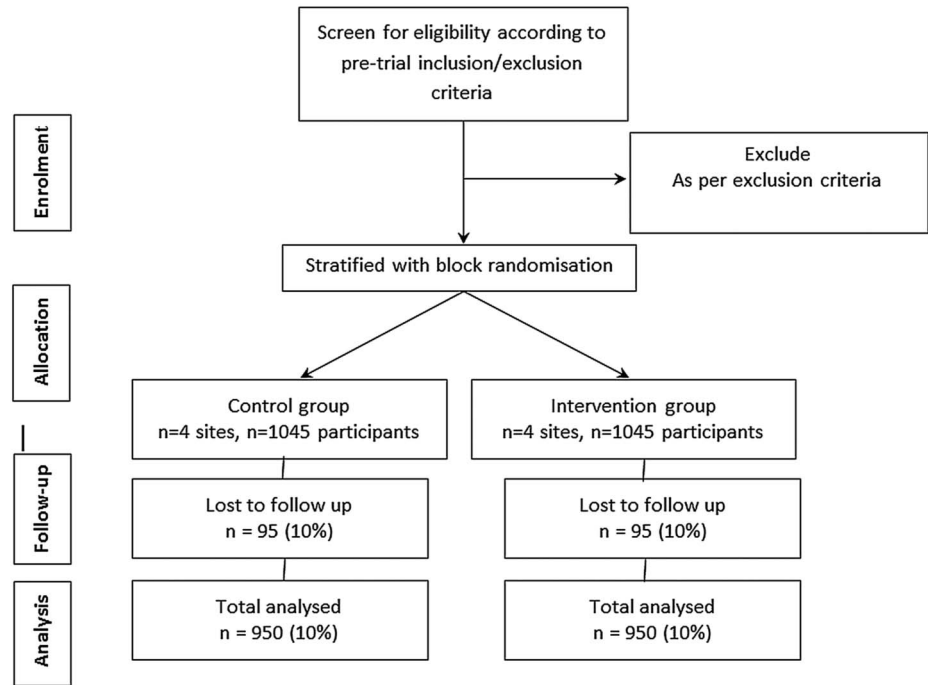 Screen for eligibility according to
pre-trial inclusion/exclusion
criteria
Enrolment
Exclude
As per exclusion criteria
Stratified with block randomisation
Allocation
Control group
n=4 sites, n=1045 participants
Intervention group
n=4 sites, n=1045 participants
Follow-up
Lost to follow up
n = 95 (10%)
Lost to follow up
n = 95 (10%)
Analysis
Total analysed
n = 950 (10%)
Total analysed
n = 950 (10%)